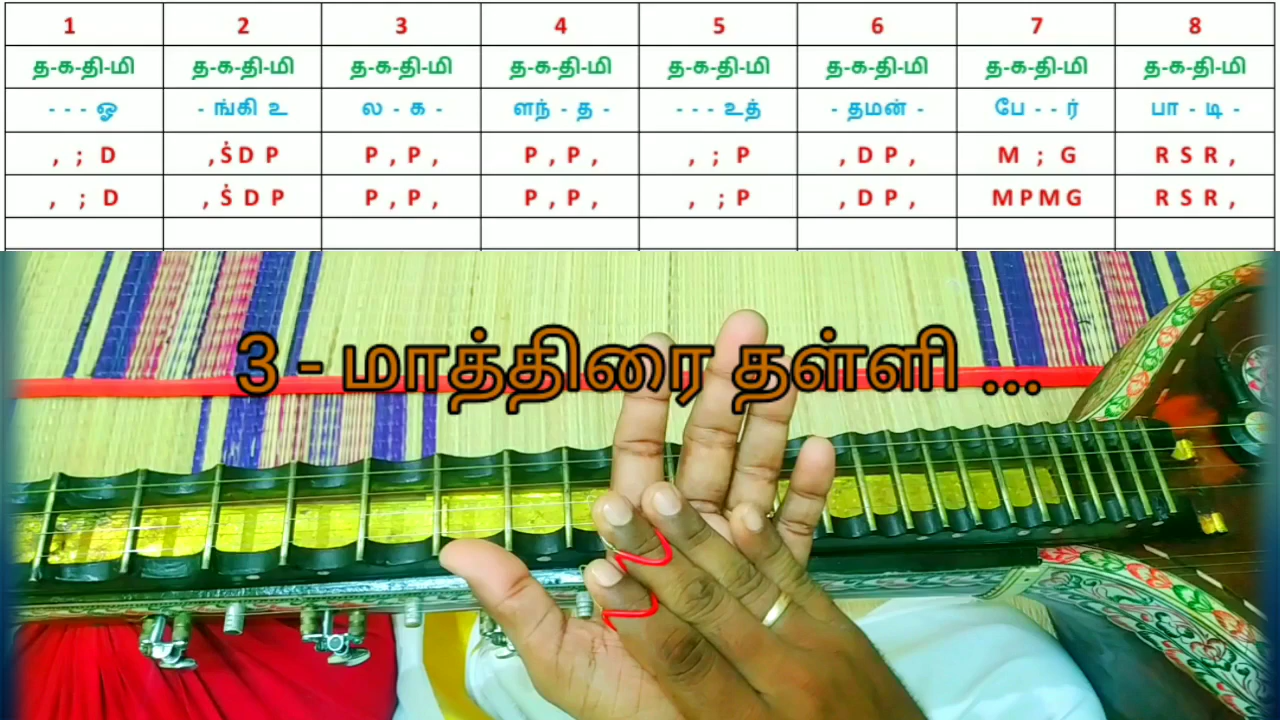 1 2 3 4 5 6 7 8
த-க-தி-மி த-க-தி-மி த-க-தி-மி த-க-தி-மி த-க-தி-மி த-க-தி-மி த-க-தி-மி த-க-தி-மி
- - - ஓ - ங்கி உ ல - க - ளந் - த - - - - உத் - தமன் - பே - - ர் பா - டி -
, ; D , Ṡ D P P , P , P , P , , ; P , D P , M ; G R S R ,
, ; D , Ṡ D P P , P , P , P , , ; P , D P , M P M G R S R ,
3 - மாத்திரை தள்ளி ...